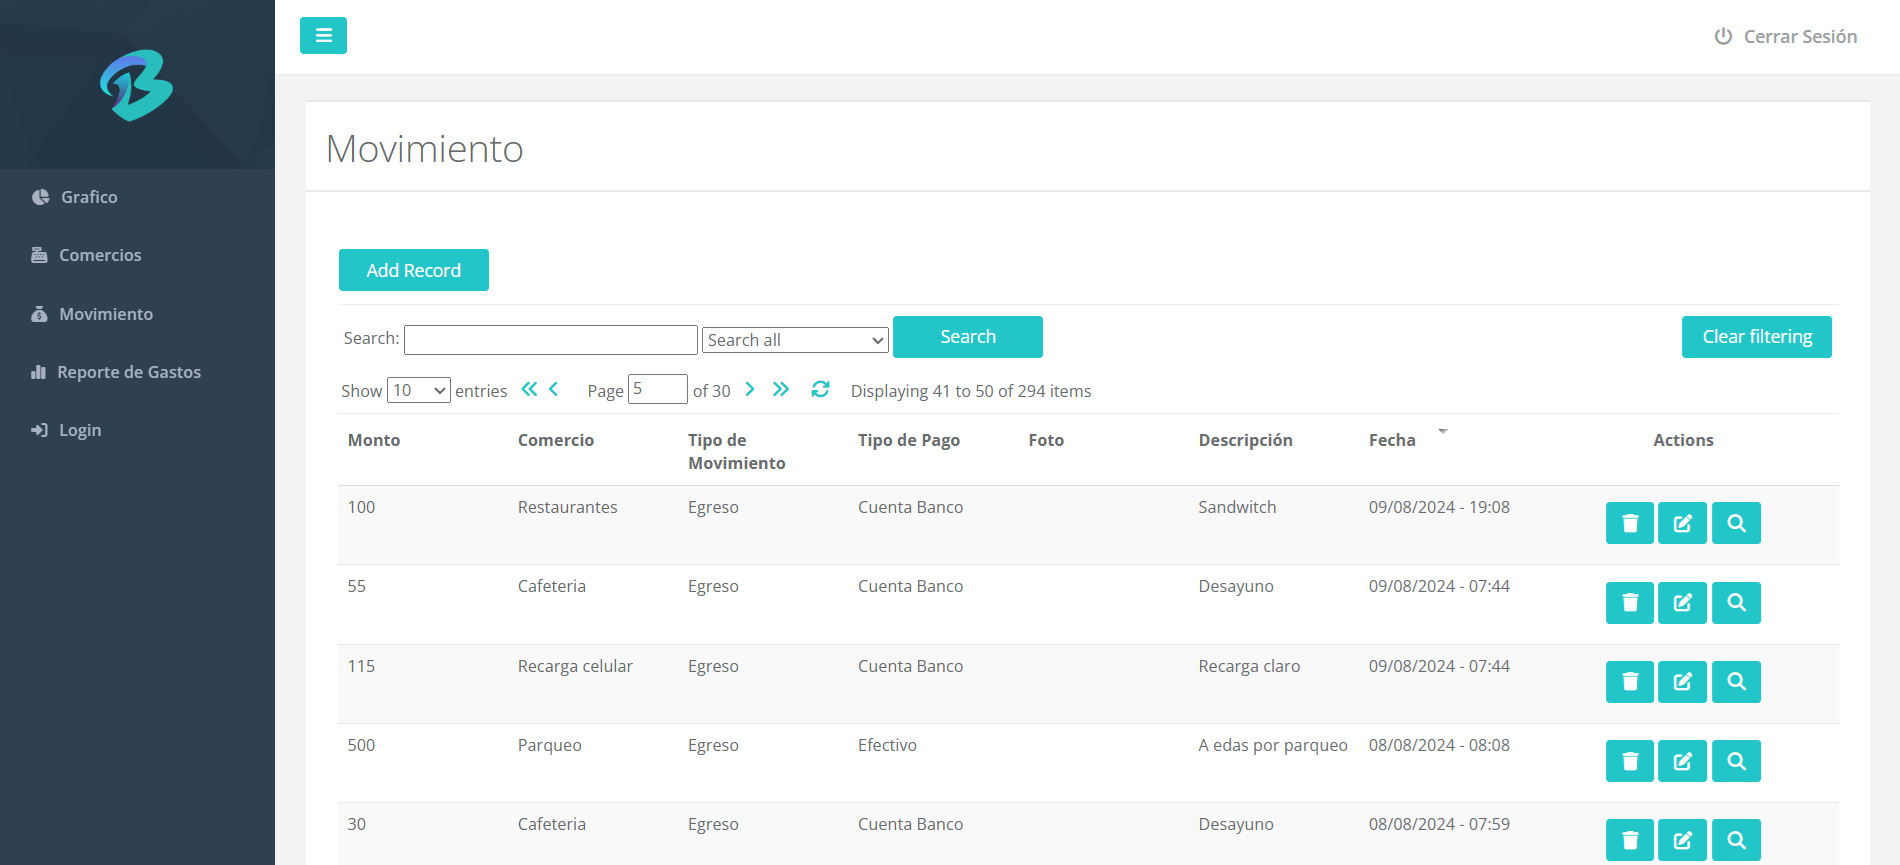 Cerrar Sesión
Grafico
Comercios
Movimiento
Reporte de Gastos
Login
Movimiento
Add Record
Search: Search all Search Clear filtering
Show 10 entries Page 5 of 30 Displaying 41 to 50 of 294 items
Monto Comercio Tipo de Movimiento Tipo de Pago Foto Descripción Fecha Actions
100 Restaurantes Egreso Cuenta Banco Sandwitch 09/08/2024 - 19:08
55 Cafeteria Egreso Cuenta Banco Desayuno 09/08/2024 - 07:44
115 Recarga celular Egreso Cuenta Banco Recarga claro 09/08/2024 - 07:44
500 Parqueo Egreso Efectivo A edas por parqueo 08/08/2024 - 08:08
30 Cafeteria Egreso Cuenta Banco Desayuno 08/08/2024 - 07:59